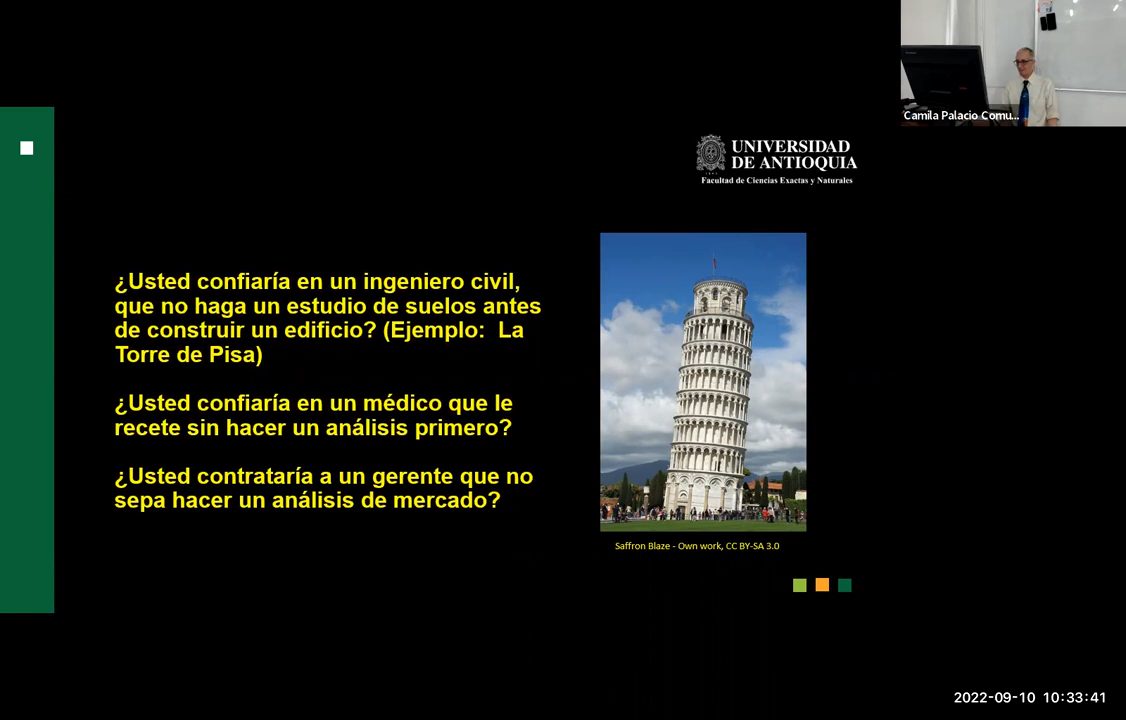 Camila Palacio Comu...
UNIVERSIDAD
DE ANTIOQUIA
Facultad de Ciencias Exactas y Naturales
¿Usted confiaría en un ingeniero civil,
que no haga un estudio de suelos antes
de construir un edificio? (Ejemplo:  La
Torre de Pisa)
¿Usted confiaría en un médico que le
recete sin hacer un análisis primero?
¿Usted contrataría a un gerente que no
sepa hacer un análisis de mercado?
Saffron Blaze - Own work, CC BY-SA 3.0
2022-09-10 10:33:41